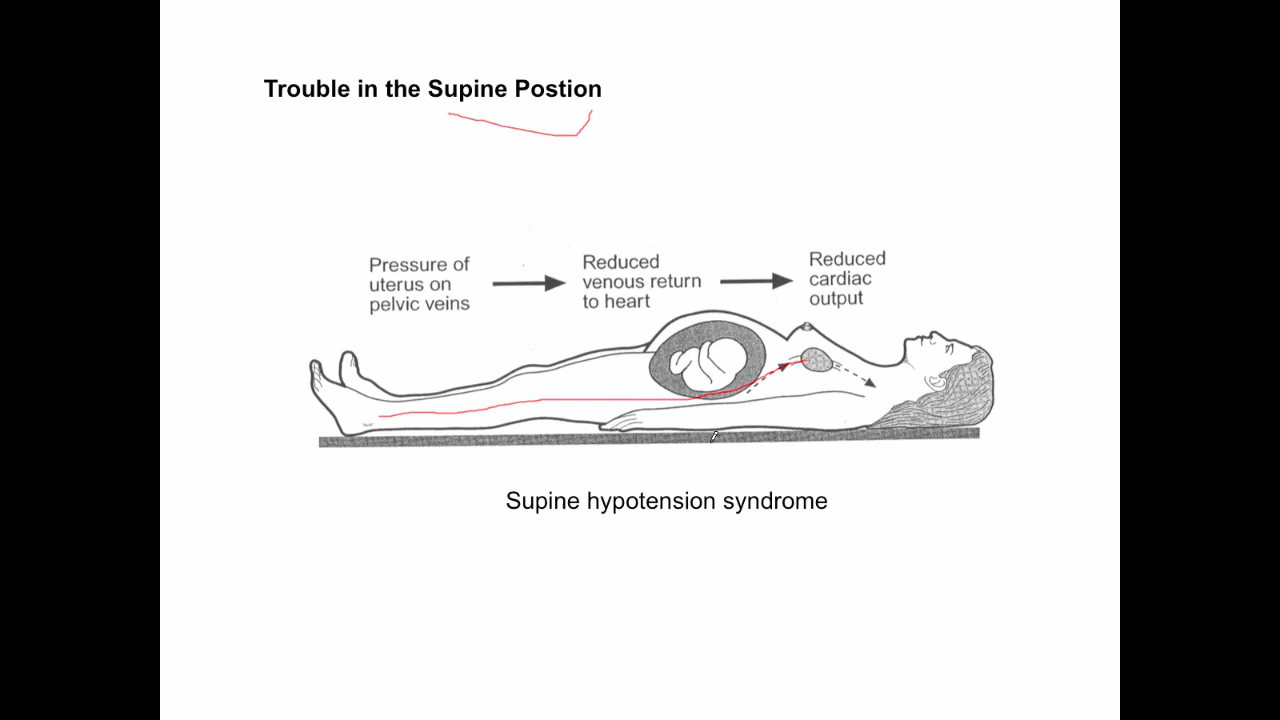 Trouble in the Supine Postion
Pressure of
uterus on
pelvic veins
Reduced
venous return
to heart
Reduced
cardiac
output
Supine hypotension syndrome